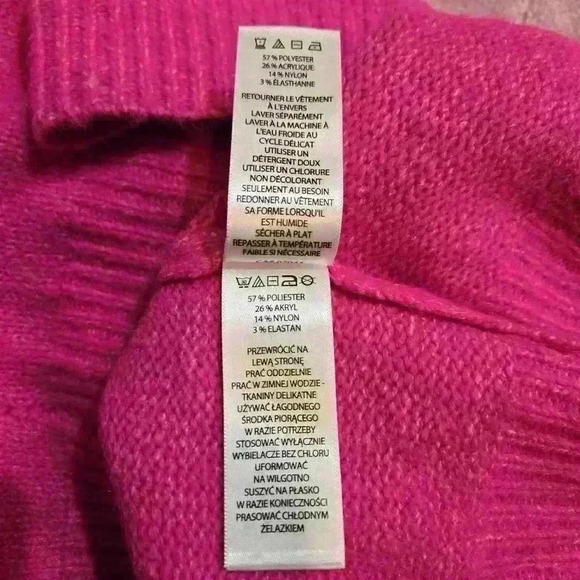 57 % POLYESTER
26 % ACRYLIQUE
14 % NYLON
3 % ÉLASTHANNE
RETOURNER LE VÊTEMENT
À L'ENVERS
LAVER SÉPARÉMENT
LAVER À LA MACHINE À
L'EAU FROIDE AU
CYCLE DÉLICAT
UTILISER UN
DÉTERGENT DOUX
UTILISER UN CHLORURE
NON DÉCOLORANT
SEULEMENT AU BESOIN
REDONNER AU VÊTEMENT
SA FORME LORSQU'IL
EST HUMIDE
SÉCHER À PLAT
REPASSER À TEMPÉRATURE
FAIBLE SI NÉCESSAIRE
57 % POLIESTER
26 % AKRYL
14 % NYLON
3 % ELASTAN
PRZEWRÓCIĆ NA
LEWĄ STRONĘ
PRAĆ ODDZIELNIE
PRAĆ W ZIMNEJ WODZIE -
TKANINY DELIKATNE
UŻYWAĆ ŁAGODNEGO
ŚRODKA PIORĄCEGO
W RAZIE POTRZEBY
STOSOWAĆ WYŁĄCZNIE
WYBIELACZE BEZ CHLORU
UFORMOWAĆ
NA WILGOTNO
SUSZYĆ NA PŁASKO
W RAZIE KONIECZNOŚCI
PRASOWAĆ CHŁODNYM
ŻELAZKIEM